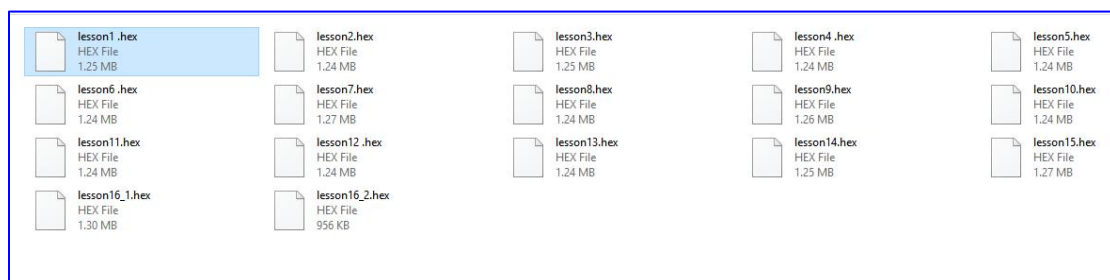 lesson1 .hex
HEX File
1.25 MB
lesson2.hex
HEX File
1.24 MB
lesson3.hex
HEX File
1.25 MB
lesson4 .hex
HEX File
1.24 MB
lesson5.hex
HEX File
1.24 MB
lesson6 .hex
HEX File
1.24 MB
lesson7.hex
HEX File
1.27 MB
lesson8.hex
HEX File
1.24 MB
lesson9.hex
HEX File
1.26 MB
lesson10.hex
HEX File
1.24 MB
lesson11.hex
HEX File
1.24 MB
lesson12 .hex
HEX File
1.24 MB
lesson13.hex
HEX File
1.24 MB
lesson14.hex
HEX File
1.25 MB
lesson15.hex
HEX File
1.27 MB
lesson16_1.hex
HEX File
1.30 MB
lesson16_2.hex
HEX File
956 KB